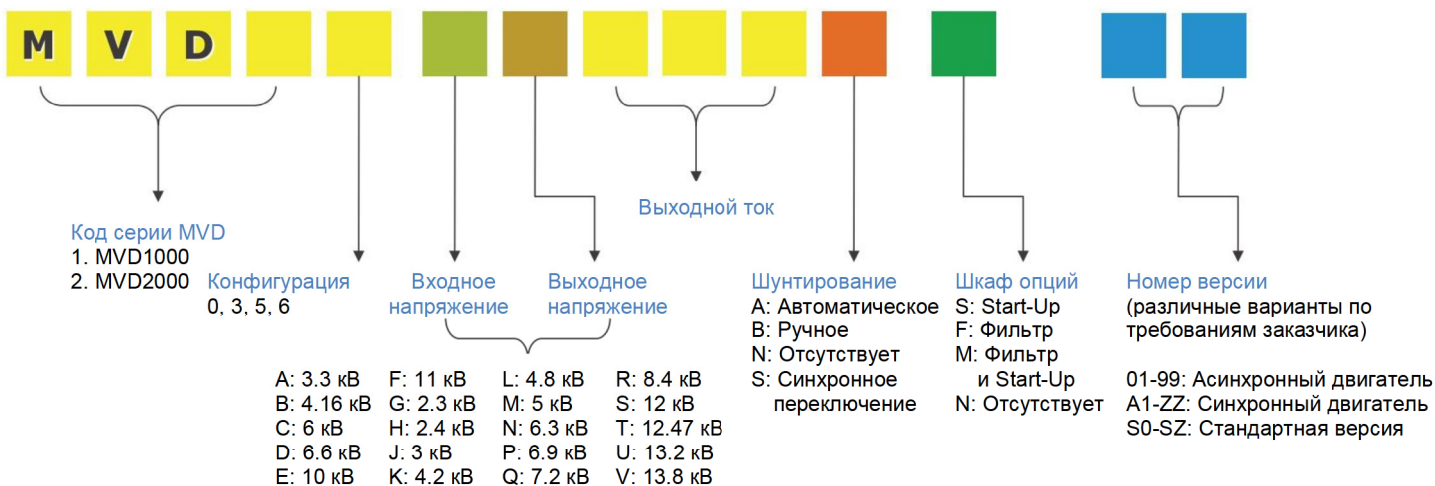 M V D
Выходной ток
Код серии MVD
1. MVD1000
2. MVD2000
Конфигурация
0, 3, 5, 6
Входное
напряжение
Выходное
напряжение
A: 3.3 кВ
B: 4.16 кВ
C: 6 кВ
D: 6.6 кВ
E: 10 кВ
F: 11 кВ
G: 2.3 кВ
H: 2.4 кВ
J: 3 кВ
K: 4.2 кВ
L: 4.8 кВ
M: 5 кВ
N: 6.3 кВ
P: 6.9 кВ
Q: 7.2 кВ
R: 8.4 кВ
S: 12 кВ
T: 12.47 кВ
U: 13.2 кВ
V: 13.8 кВ
Шунтирование
A: Автоматическое
B: Ручное
N: Отсутствует
S: Синхронное
переключение
Шкаф опций
S: Start-Up
F: Фильтр
M: Фильтр
и Start-Up
N: Отсутствует
Номер версии
(различные варианты по
требованиям заказчика)
01-99: Асинхронный двигатель
A1-ZZ: Синхронный двигатель
S0-SZ: Стандартная версия